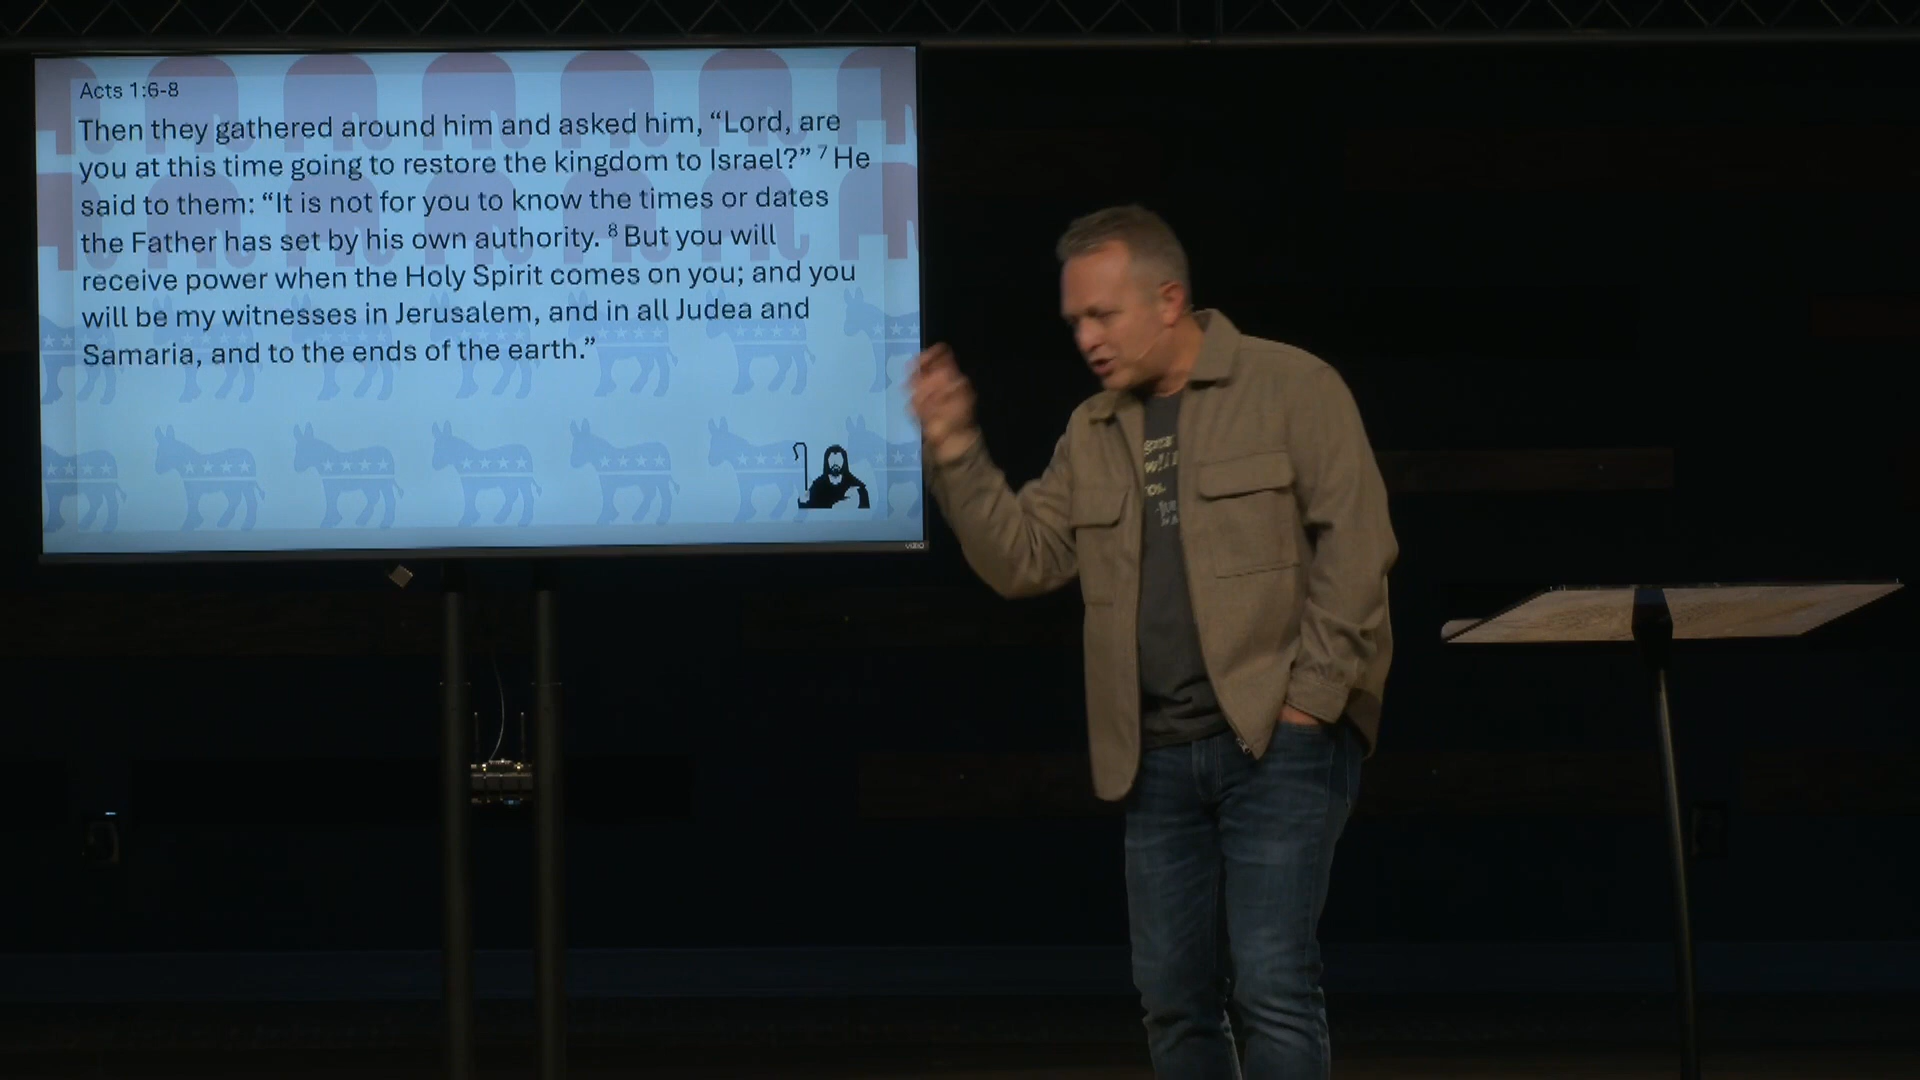 Acts 1:6-8
Then they gathered around him and asked him, “Lord, are
you at this time going to restore the kingdom to Israel?” ⁷ He
said to them: “It is not for you to know the times or dates
the Father has set by his own authority. ⁸ But you will
receive power when the Holy Spirit comes on you; and you
will be my witnesses in Jerusalem, and in all Judea and
Samaria, and to the ends of the earth.”
VIZIO